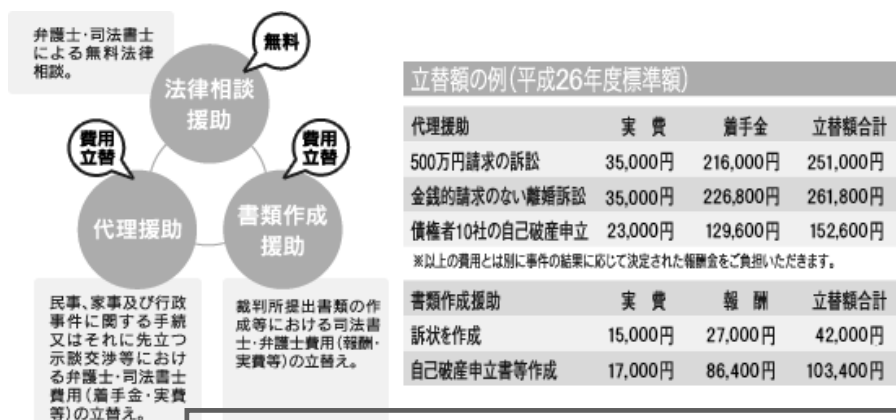 弁護士・司法書士
による無料法律
相談。
無料
法律相談
援助
費用
立替
費用
立替
代理援助
書類作成
援助
民事、家事及び行政
事件に関する手続
又はそれに先立つ
示談交渉等におけ
る弁護士・司法書士
費用(着手金・実費
等)の立替え。
裁判所提出書類の作
成等における司法書
士・弁護士費用(報酬・
実費等)の立替え。
立替額の例(平成26年度標準額)
代理援助 実 費 着手金 立替額合計
500万円請求の訴訟 35,000円 216,000円 251,000円
金銭的請求のない離婚訴訟 35,000円 226,800円 261,800円
債権者10社の自己破産申立 23,000円 129,600円 152,600円
※以上の費用とは別に事件の結果に応じて決定された報酬金をご負担いただきます。
書類作成援助 実 費 報 酬 立替額合計
訴状を作成 15,000円 27,000円 42,000円
自己破産申立書等作成 17,000円 86,400円 103,400円